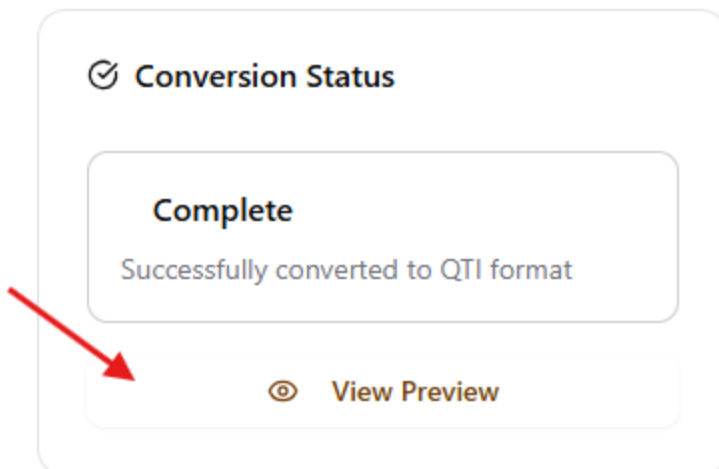 Conversion Status
Complete
Successfully converted to QTI format
View Preview